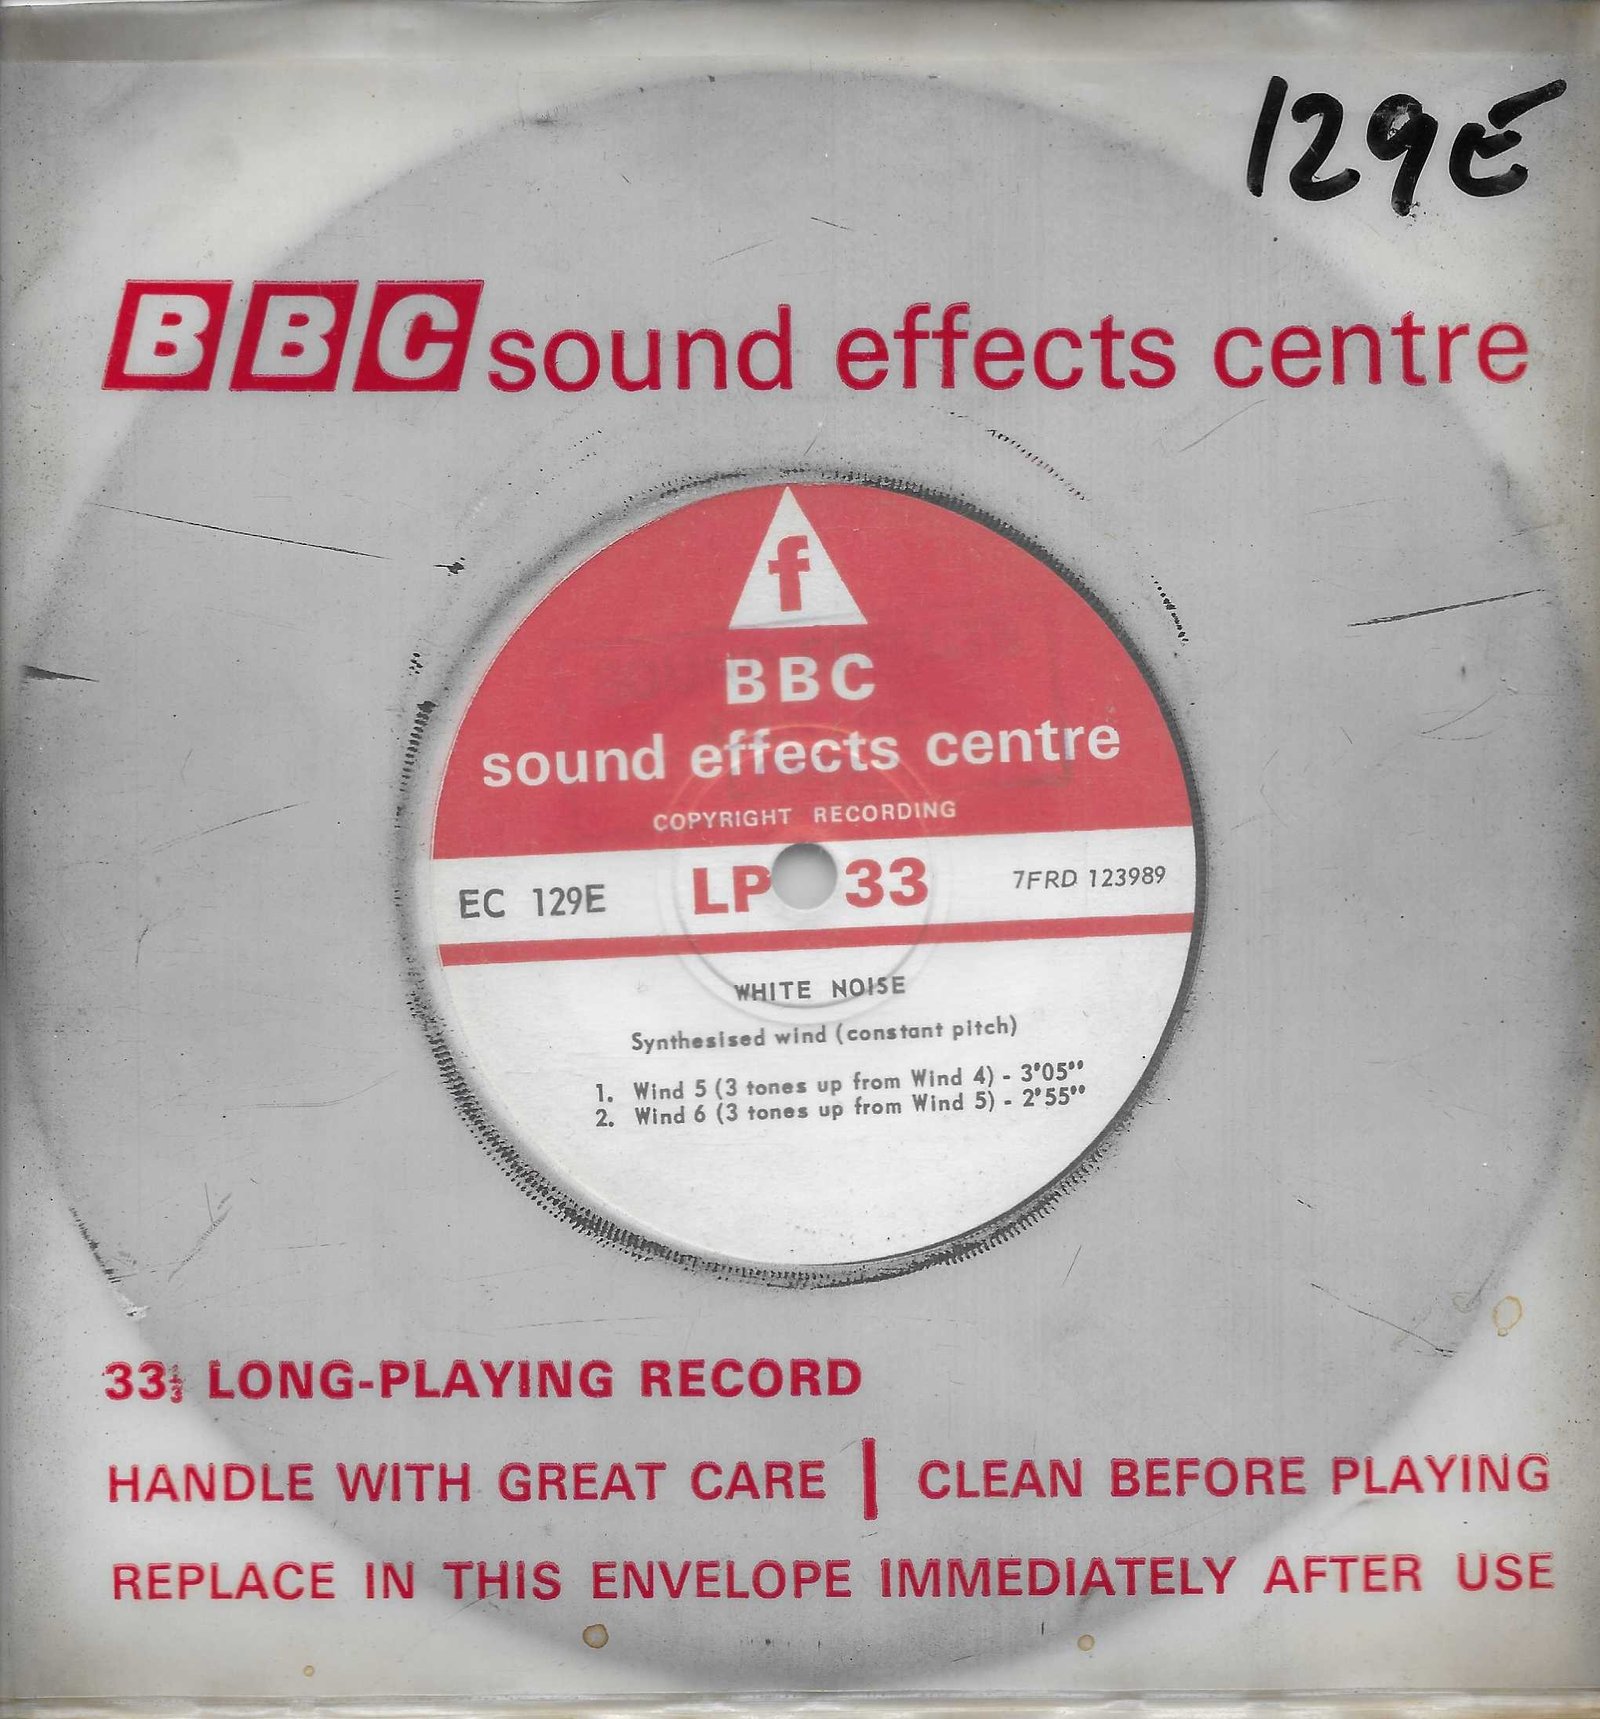 129E
BBC sound effects centre
f
BBC
sound effects centre
COPYRIGHT RECORDING
EC 129E LP 33 7FRD 123989
WHITE NOISE
Synthesised wind (constant pitch)
1. Wind 5 (3 tones up from Wind 4) - 3'05''
2. Wind 6 (3 tones up from Wind 5) - 2'55''
33⅓ LONG-PLAYING RECORD
HANDLE WITH GREAT CARE | CLEAN BEFORE PLAYING
REPLACE IN THIS ENVELOPE IMMEDIATELY AFTER USE